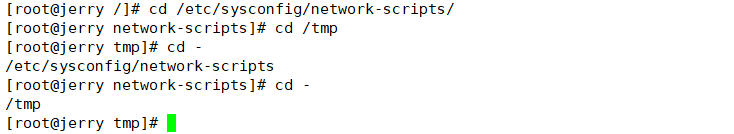 [root@jerry /]# cd /etc/sysconfig/network-scripts/
[root@jerry network-scripts]# cd /tmp
[root@jerry tmp]# cd -
/etc/sysconfig/network-scripts
[root@jerry network-scripts]# cd -
/tmp
[root@jerry tmp]#